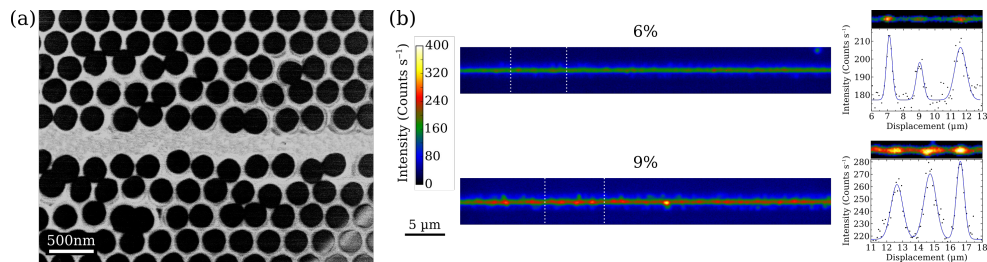 (a)
500nm
(b)
Intensity (Counts s⁻¹)
400
320
240
160
80
0
5 µm
6%
9%
Intensity (Counts s⁻¹)
210
200
190
180
6 7 8 9 10 11 12 13
Displacement (µm)
Intensity (Counts s⁻¹)
280
270
260
250
240
230
220
11 12 13 14 15 16 17 18
Displacement (µm)